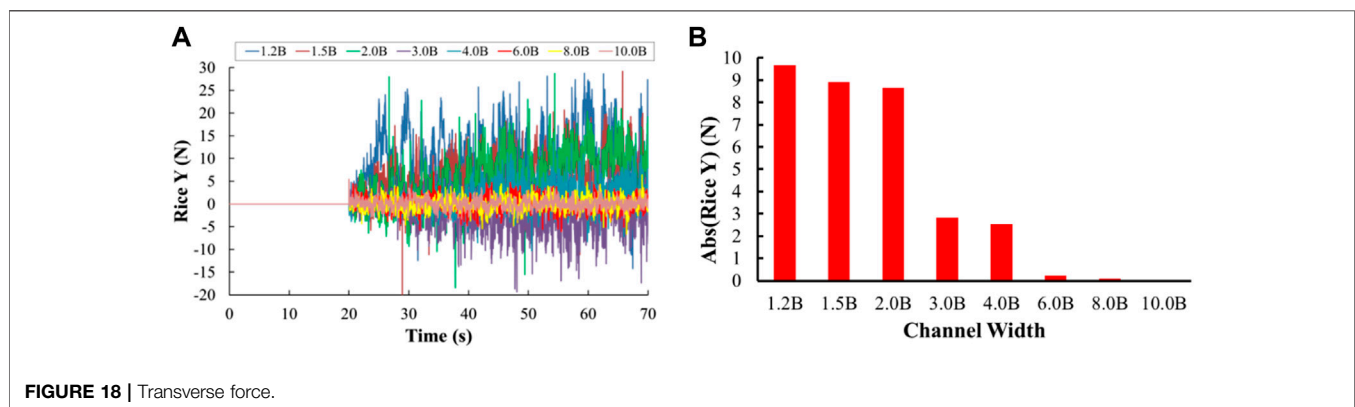 A
1.2B 1.5B 2.0B 3.0B 4.0B 6.0B 8.0B 10.0B
30
25
20
15
10
5
0
-5
-10
-15
-20
Rice Y (N)
0 10 20 30 40 50 60 70
Time (s)
B
10
9
8
7
6
5
4
3
2
1
0
Abs(Rice Y) (N)
1.2B 1.5B 2.0B 3.0B 4.0B 6.0B 8.0B 10.0B
Channel Width
FIGURE 18 | Transverse force.